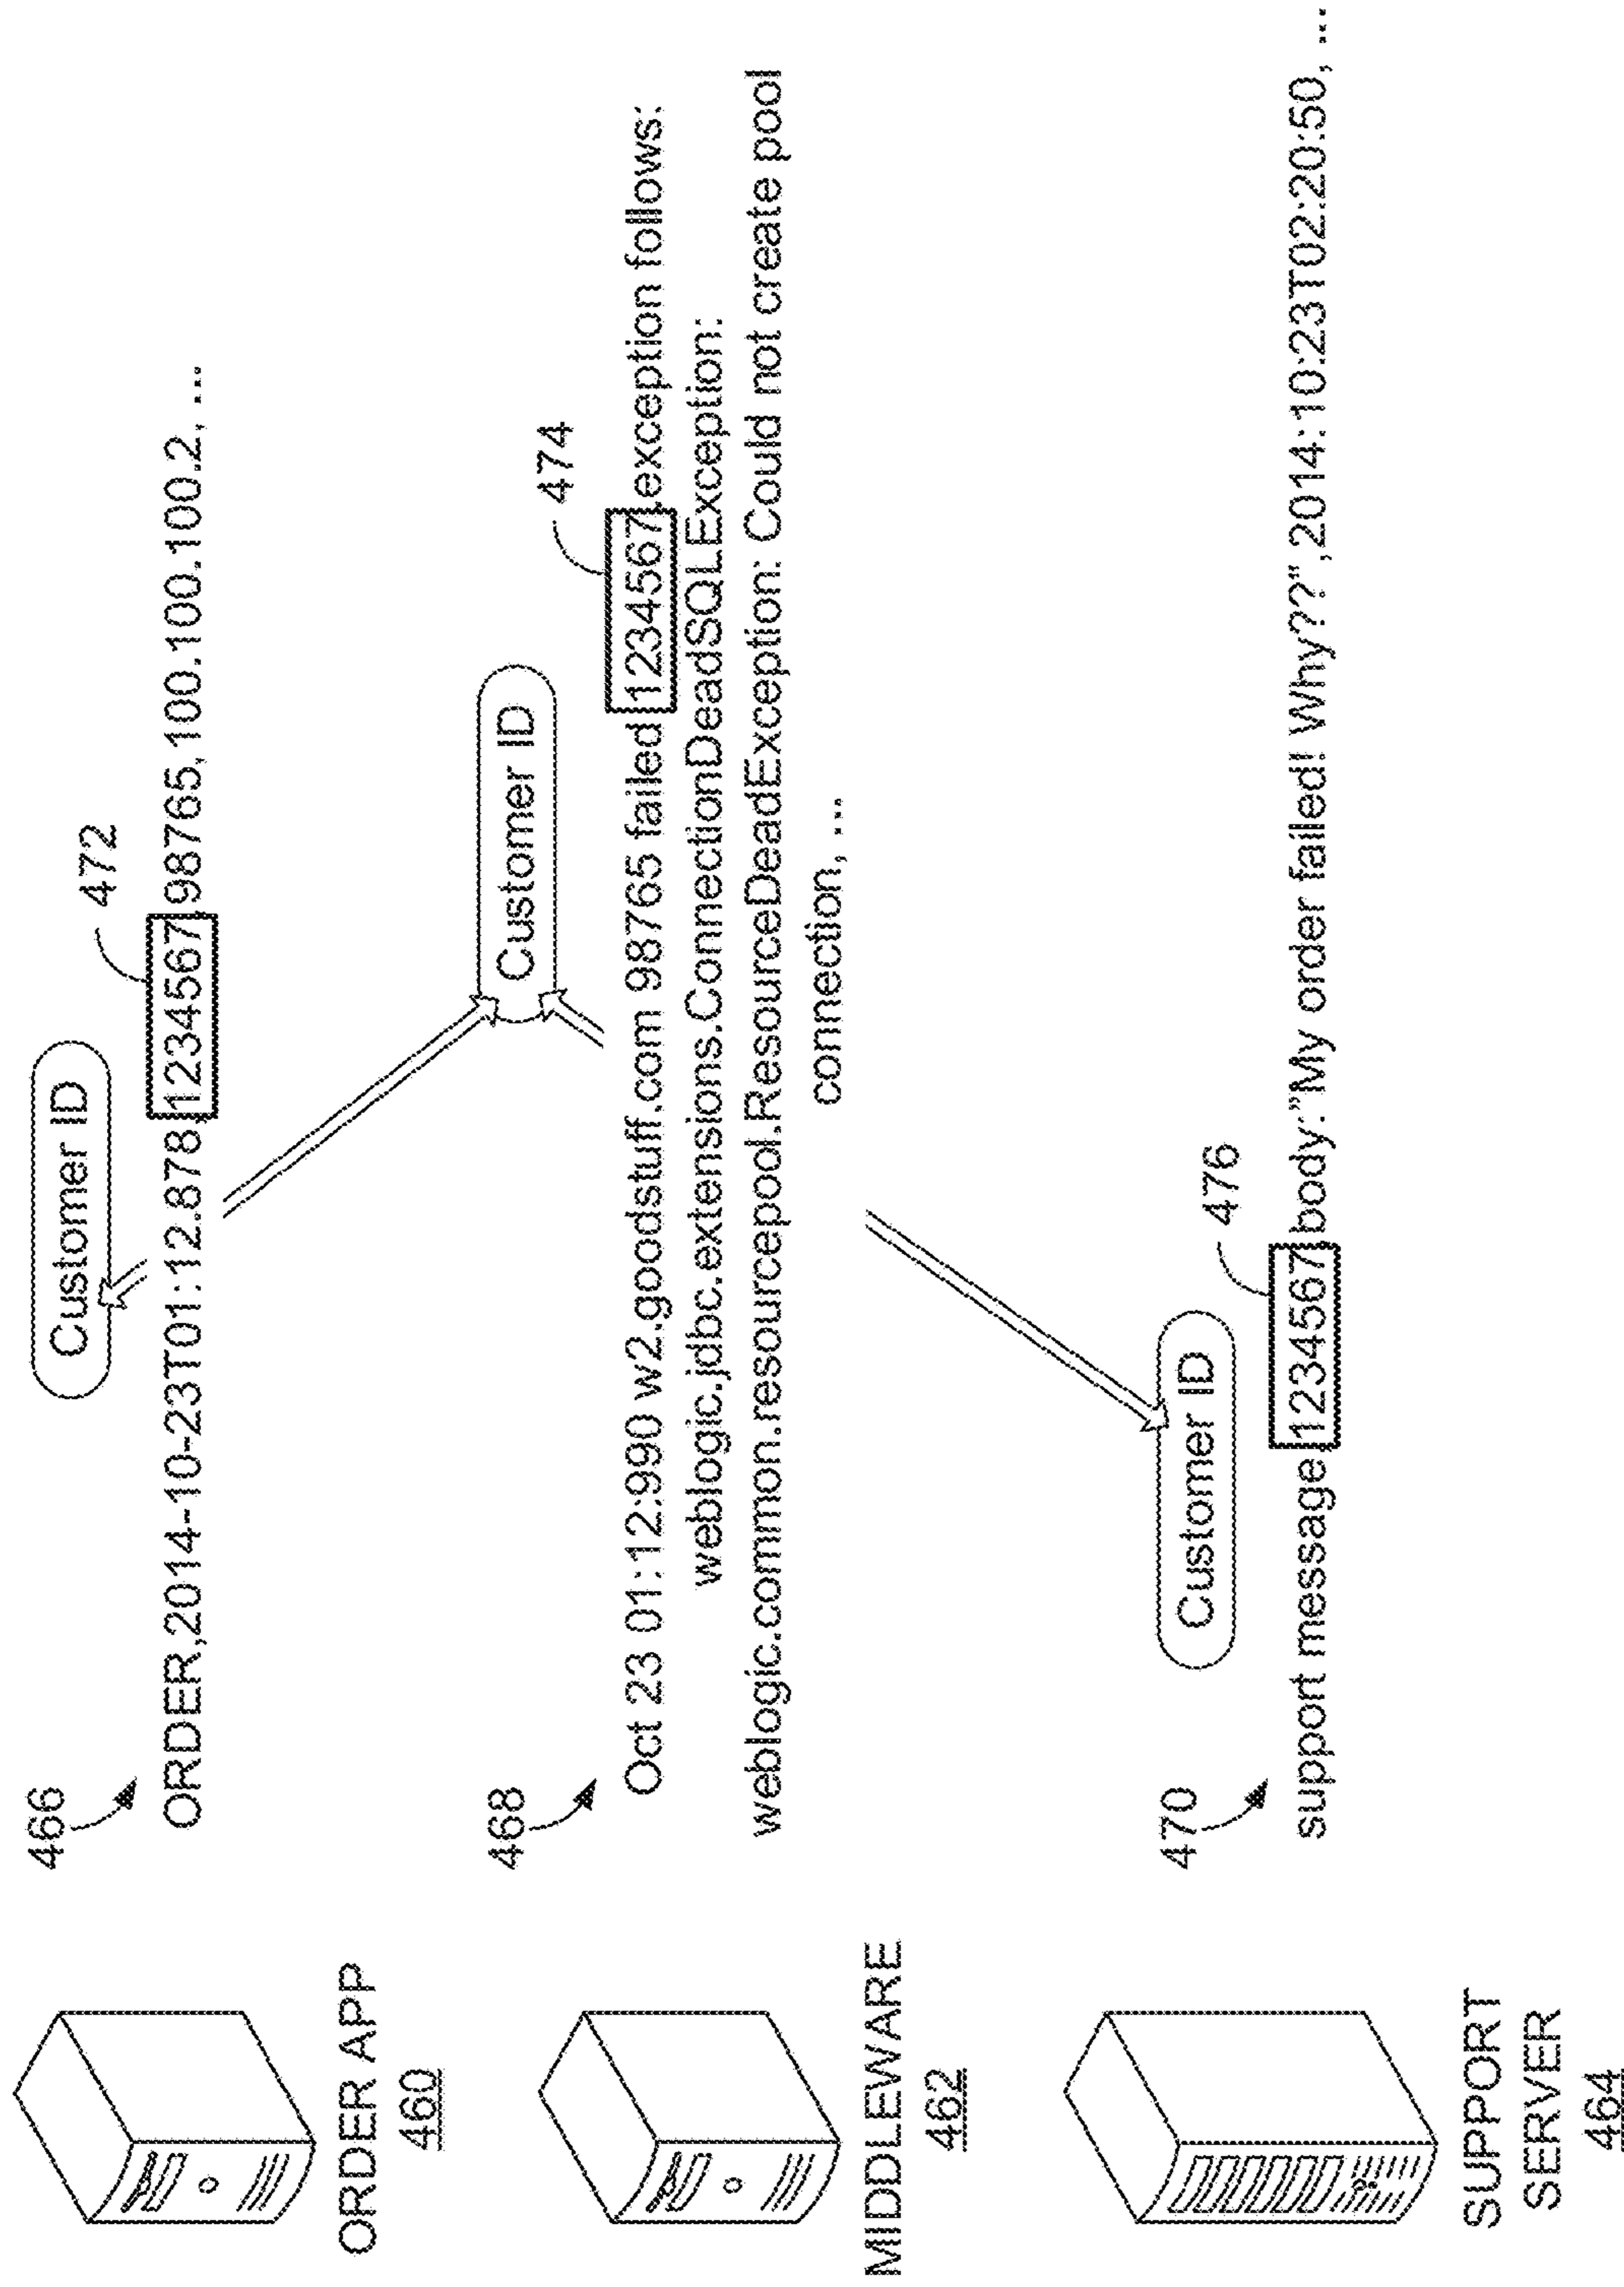 466
Customer ID
472
ORDER,2014-10-23T01:12.878,1234567,98765,100.100.100.2, ...
ORDER APP
460
468
Customer ID
474
Oct 23 01:12:990 w2.goodstuff.com 98765 failed 1234567,exception follows:
weblogic.jdbc.extensions.ConnectionDeadSQLException:
weblogic.common.resourcepool.ResourceDeadException: Could not create pool
connection, ...
MIDDLEWARE
462
470
Customer ID
476
support message,1234567,body:"My order failed! Why??",2014:10:23T02:20:50, ...
SUPPORT
SERVER
464